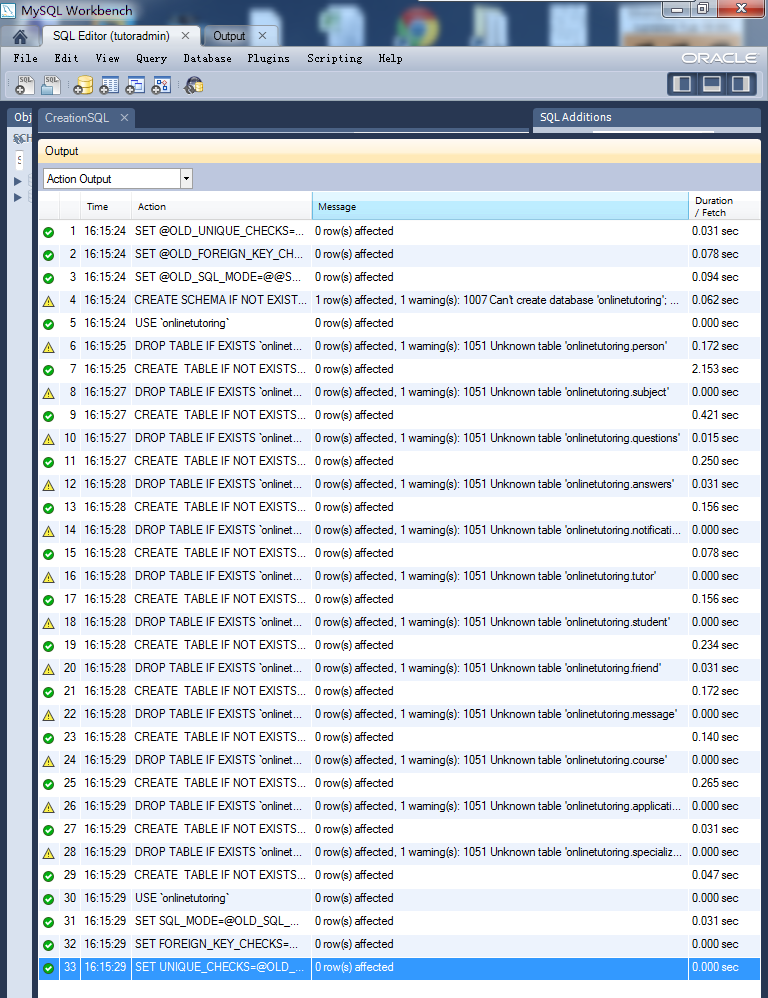 MySQL Workbench
SQL Editor (tutoradmin) Output
File Edit View Query Database Plugins Scripting Help ORACLE
Obj CreationSQL SQL Additions
SCH
Output
Action Output
Time Action Message Duration / Fetch
1 16:15:24 SET @OLD_UNIQUE_CHECKS=... 0 row(s) affected 0.031 sec
2 16:15:24 SET @OLD_FOREIGN_KEY_CH... 0 row(s) affected 0.078 sec
3 16:15:24 SET @OLD_SQL_MODE=@@S... 0 row(s) affected 0.094 sec
4 16:15:24 CREATE SCHEMA IF NOT EXIST... 1 row(s) affected, 1 warning(s): 1007 Can't create database 'onlinetutoring'; ... 0.062 sec
5 16:15:24 USE `onlinetutoring` 0 row(s) affected 0.000 sec
6 16:15:25 DROP TABLE IF EXISTS `onlinet... 0 row(s) affected, 1 warning(s): 1051 Unknown table 'onlinetutoring.person' 0.172 sec
7 16:15:25 CREATE TABLE IF NOT EXISTS... 0 row(s) affected 2.153 sec
8 16:15:27 DROP TABLE IF EXISTS `onlinet... 0 row(s) affected, 1 warning(s): 1051 Unknown table 'onlinetutoring.subject' 0.000 sec
9 16:15:27 CREATE TABLE IF NOT EXISTS... 0 row(s) affected 0.421 sec
10 16:15:27 DROP TABLE IF EXISTS `onlinet... 0 row(s) affected, 1 warning(s): 1051 Unknown table 'onlinetutoring.questions' 0.015 sec
11 16:15:27 CREATE TABLE IF NOT EXISTS... 0 row(s) affected 0.250 sec
12 16:15:28 DROP TABLE IF EXISTS `onlinet... 0 row(s) affected, 1 warning(s): 1051 Unknown table 'onlinetutoring.answers' 0.031 sec
13 16:15:28 CREATE TABLE IF NOT EXISTS... 0 row(s) affected 0.156 sec
14 16:15:28 DROP TABLE IF EXISTS `onlinet... 0 row(s) affected, 1 warning(s): 1051 Unknown table 'onlinetutoring.notificati... 0.000 sec
15 16:15:28 CREATE TABLE IF NOT EXISTS... 0 row(s) affected 0.078 sec
16 16:15:28 DROP TABLE IF EXISTS `onlinet... 0 row(s) affected, 1 warning(s): 1051 Unknown table 'onlinetutoring.tutor' 0.000 sec
17 16:15:28 CREATE TABLE IF NOT EXISTS... 0 row(s) affected 0.156 sec
18 16:15:28 DROP TABLE IF EXISTS `onlinet... 0 row(s) affected, 1 warning(s): 1051 Unknown table 'onlinetutoring.student' 0.000 sec
19 16:15:28 CREATE TABLE IF NOT EXISTS... 0 row(s) affected 0.234 sec
20 16:15:28 DROP TABLE IF EXISTS `onlinet... 0 row(s) affected, 1 warning(s): 1051 Unknown table 'onlinetutoring.friend' 0.031 sec
21 16:15:28 CREATE TABLE IF NOT EXISTS... 0 row(s) affected 0.172 sec
22 16:15:28 DROP TABLE IF EXISTS `onlinet... 0 row(s) affected, 1 warning(s): 1051 Unknown table 'onlinetutoring.message' 0.000 sec
23 16:15:28 CREATE TABLE IF NOT EXISTS... 0 row(s) affected 0.140 sec
24 16:15:29 DROP TABLE IF EXISTS `onlinet... 0 row(s) affected, 1 warning(s): 1051 Unknown table 'onlinetutoring.course' 0.000 sec
25 16:15:29 CREATE TABLE IF NOT EXISTS... 0 row(s) affected 0.265 sec
26 16:15:29 DROP TABLE IF EXISTS `onlinet... 0 row(s) affected, 1 warning(s): 1051 Unknown table 'onlinetutoring.applicati... 0.000 sec
27 16:15:29 CREATE TABLE IF NOT EXISTS... 0 row(s) affected 0.031 sec
28 16:15:29 DROP TABLE IF EXISTS `onlinet... 0 row(s) affected, 1 warning(s): 1051 Unknown table 'onlinetutoring.specializ... 0.000 sec
29 16:15:29 CREATE TABLE IF NOT EXISTS... 0 row(s) affected 0.047 sec
30 16:15:29 USE `onlinetutoring` 0 row(s) affected 0.000 sec
31 16:15:29 SET SQL_MODE=@OLD_SQL_... 0 row(s) affected 0.031 sec
32 16:15:29 SET FOREIGN_KEY_CHECKS=... 0 row(s) affected 0.000 sec
33 16:15:29 SET UNIQUE_CHECKS=@OLD_... 0 row(s) affected 0.000 sec